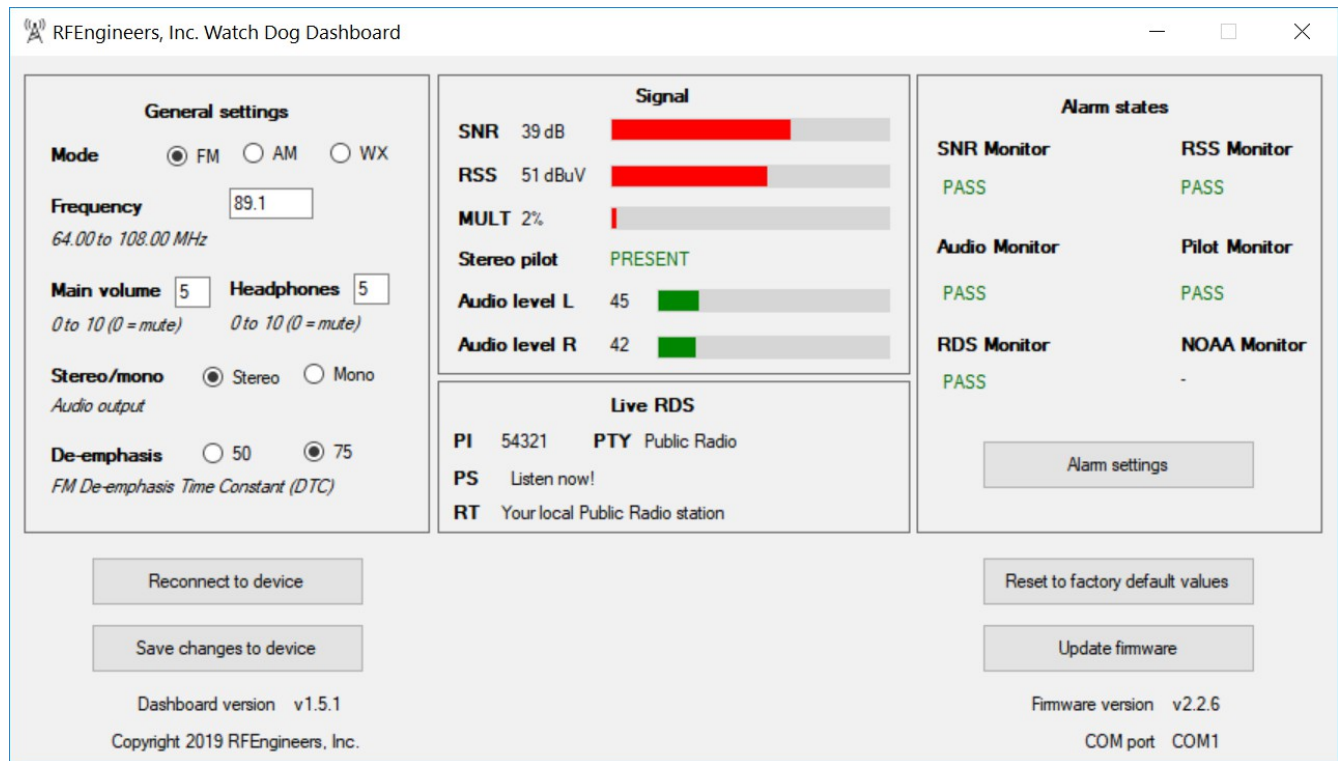 RFEngineers, Inc. Watch Dog Dashboard
General settings
Mode FM AM WX
Frequency 89.1
64.00 to 108.00 MHz
Main volume 5 Headphones 5
0 to 10 (0 = mute) 0 to 10 (0 = mute)
Stereo/mono Stereo Mono
Audio output
De-emphasis 50 75
FM De-emphasis Time Constant (DTC)
Signal
SNR 39 dB
RSS 51 dBuV
MULT 2%
Stereo pilot PRESENT
Audio level L 45
Audio level R 42
Live RDS
PI 54321 PTY Public Radio
PS Listen now!
RT Your local Public Radio station
Alarm states
SNR Monitor RSS Monitor
PASS PASS
Audio Monitor Pilot Monitor
PASS PASS
RDS Monitor NOAA Monitor
PASS -
Alarm settings
Reconnect to device
Save changes to device
Dashboard version v1.5.1
Copyright 2019 RFEngineers, Inc.
Reset to factory default values
Update firmware
Firmware version v2.2.6
COM port COM1